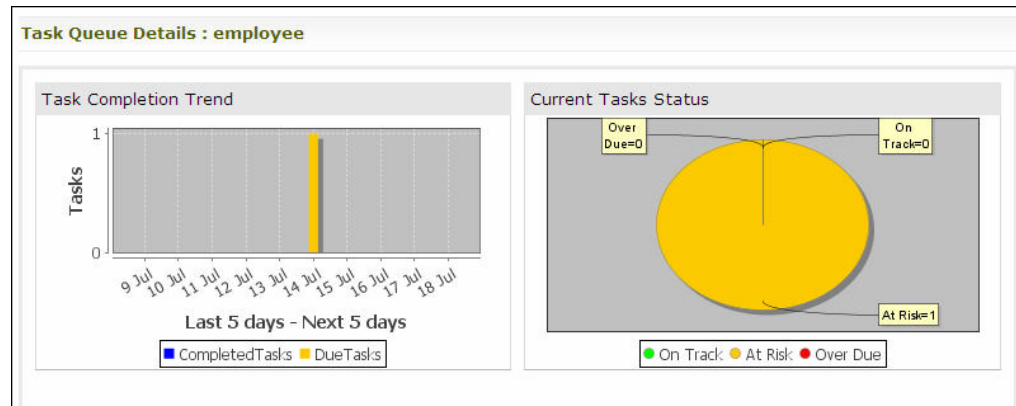 Task Queue Details : employee
Task Completion Trend
1
Tasks
0
9 Jul
10 Jul
11 Jul
12 Jul
13 Jul
14 Jul
15 Jul
16 Jul
17 Jul
18 Jul
Last 5 days - Next 5 days
CompletedTasks
DueTasks
Current Tasks Status
Over
Due=0
On
Track=0
At Risk=1
On Track
At Risk
Over Due